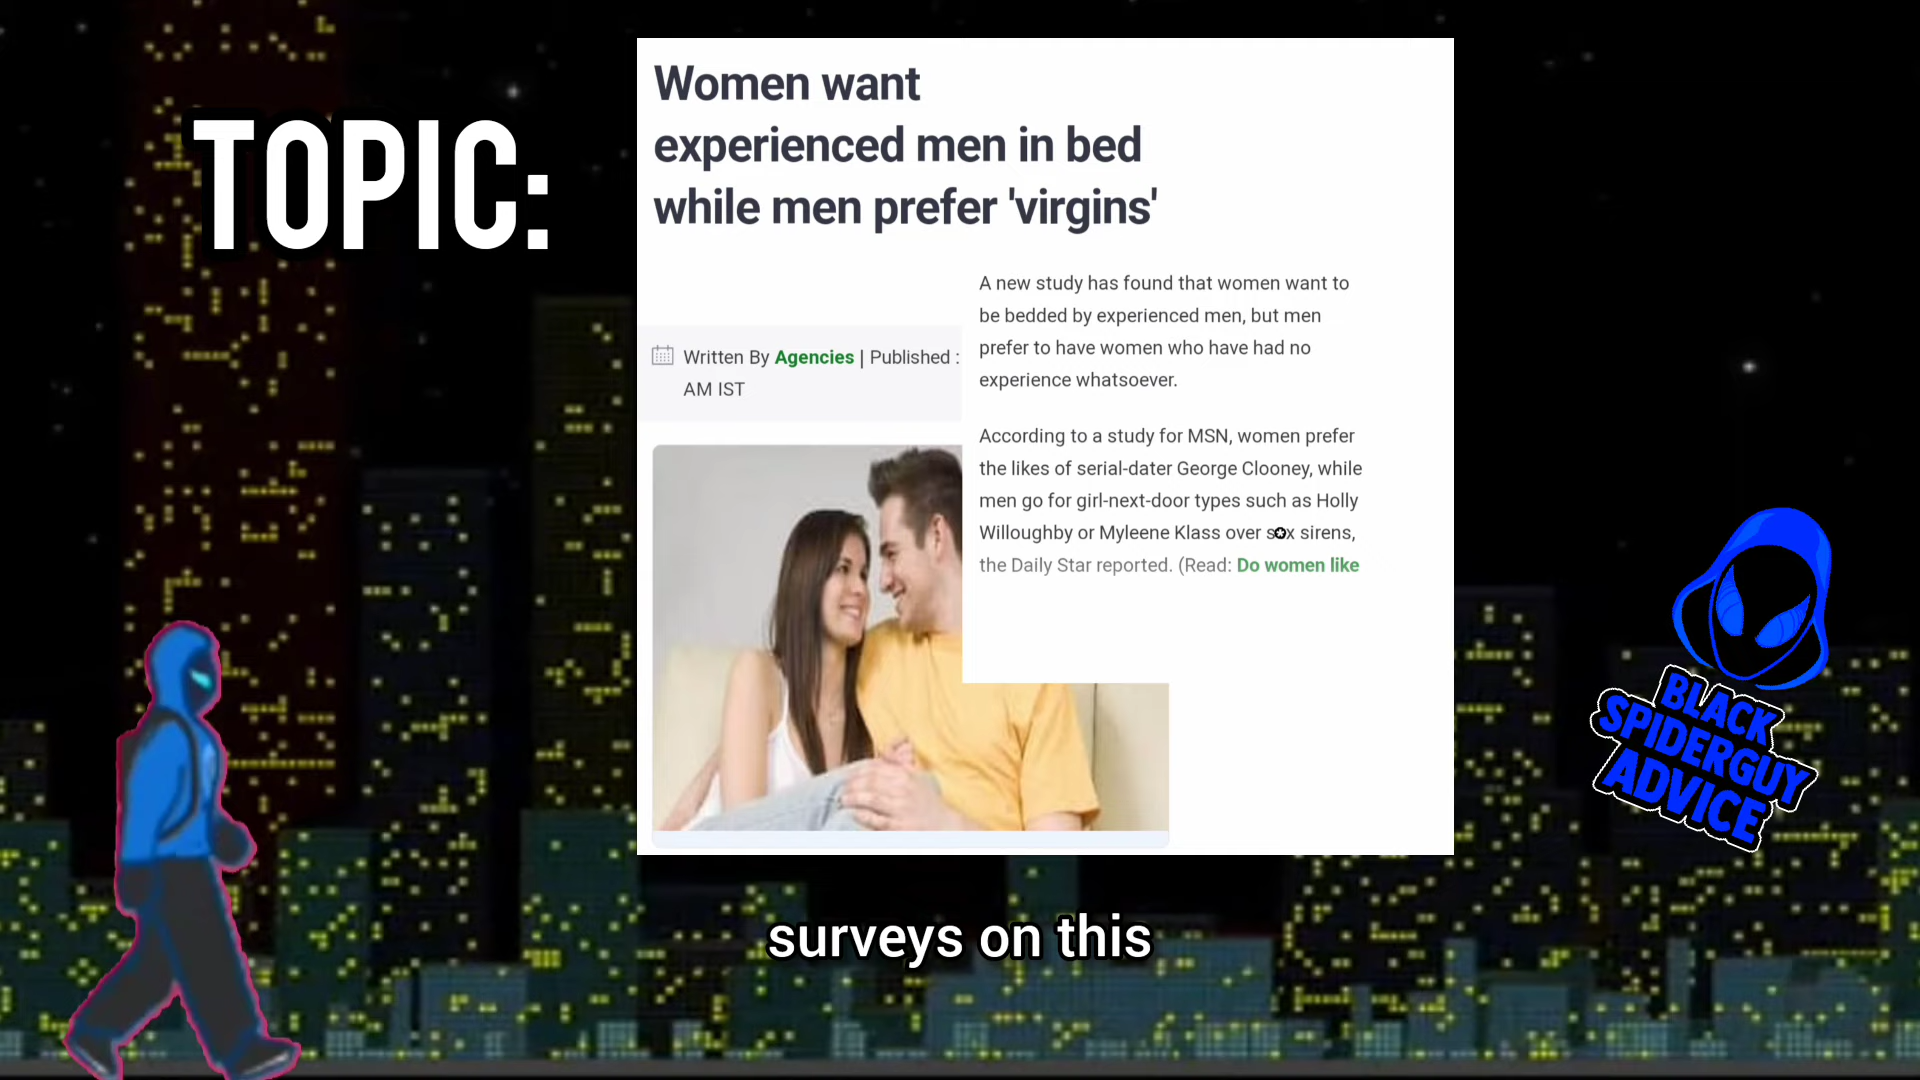 TOPIC:
Women want
experienced men in bed
while men prefer 'virgins'
Written By Agencies | Published :
AM IST
A new study has found that women want to
be bedded by experienced men, but men
prefer to have women who have had no
experience whatsoever.
According to a study for MSN, women prefer
the likes of serial-dater George Clooney, while
men go for girl-next-door types such as Holly
Willoughby or Myleene Klass over s✪x sirens,
the Daily Star reported. (Read: Do women like
BLACK
SPIDERGUY
ADVICE
surveys on this